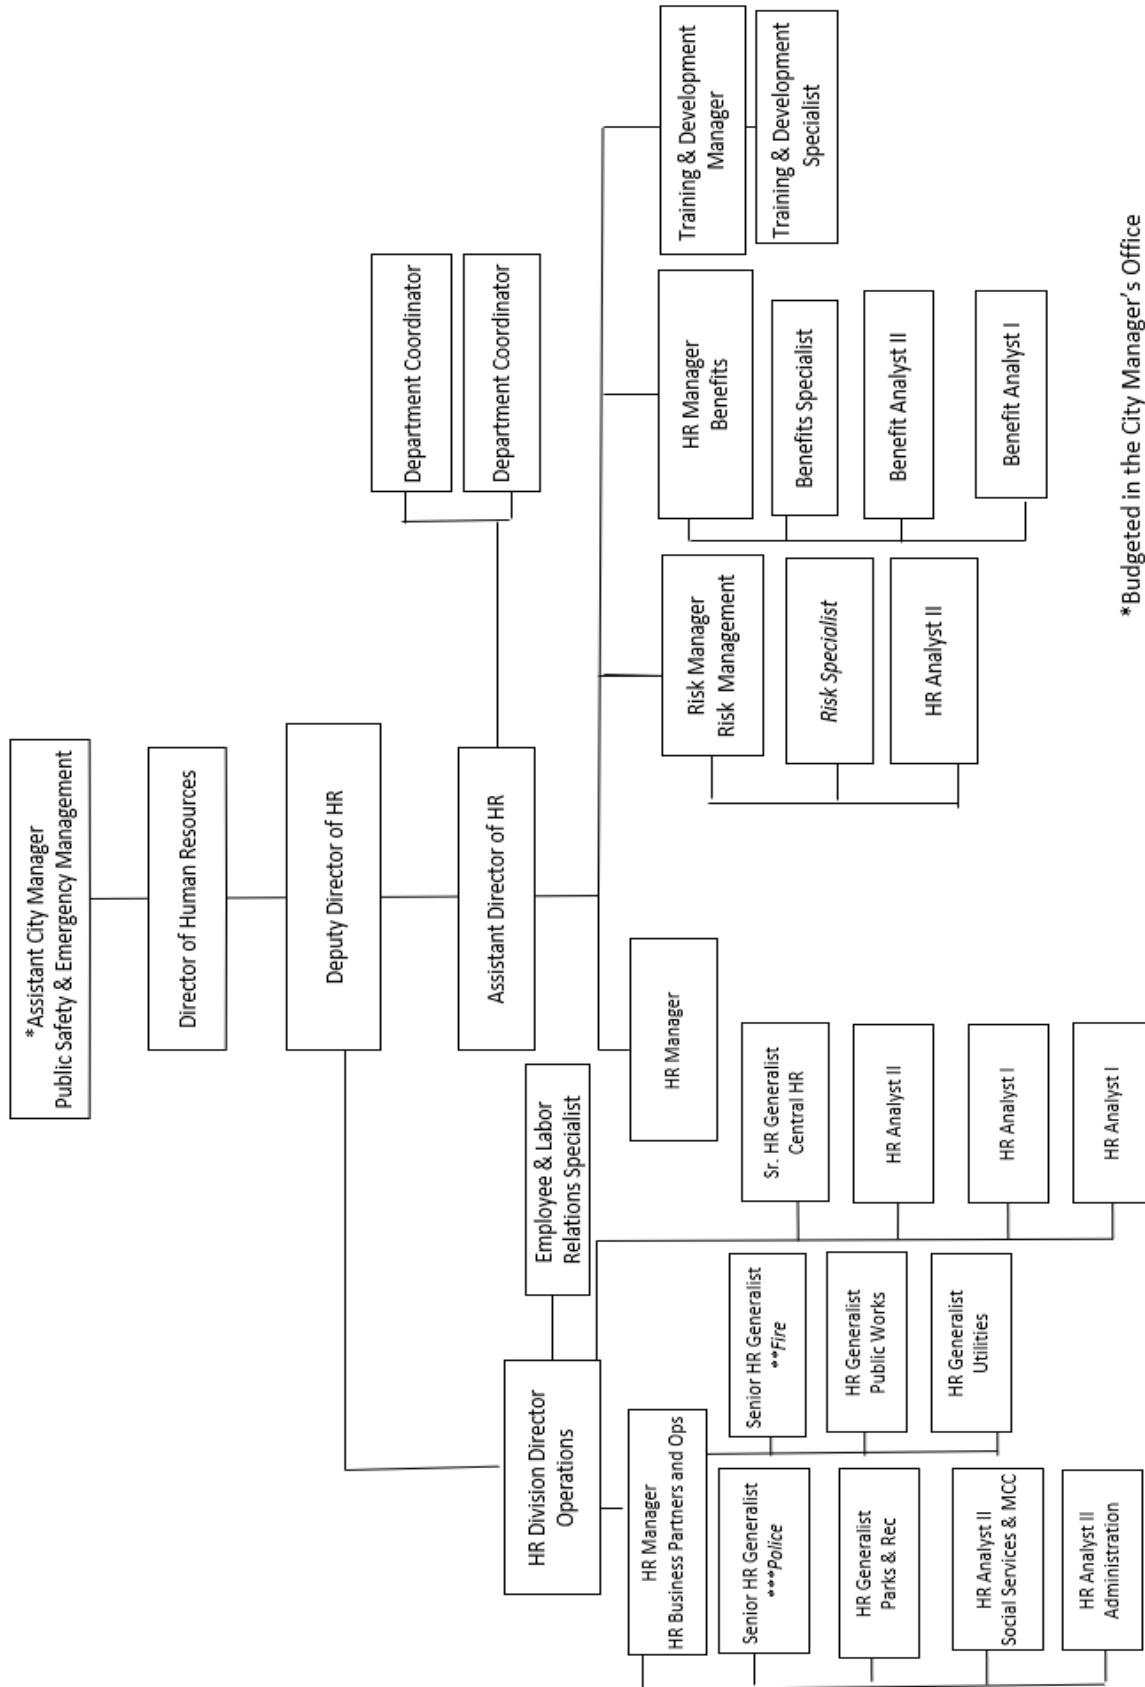 *Assistant City Manager
Public Safety & Emergency Management
Director of Human Resources
Deputy Director of HR
Assistant Director of HR
Department Coordinator
Department Coordinator
HR Division Director
Operations
Employee & Labor
Relations Specialist
HR Manager
HR Business Partners and Ops
Senior HR Generalist
***Police
HR Generalist
Parks & Rec
HR Analyst II
Social Services & MCC
HR Analyst II
Administration
Senior HR Generalist
**Fire
HR Generalist
Public Works
HR Generalist
Utilities
Sr. HR Generalist
Central HR
HR Analyst II
HR Analyst I
HR Analyst I
HR Manager
Risk Manager
Risk Management
Risk Specialist
HR Analyst II
HR Manager
Benefits
Benefits Specialist
Benefit Analyst II
Benefit Analyst I
Training & Development
Manager
Training & Development
Specialist
*Budgeted in the City Manager’s Office